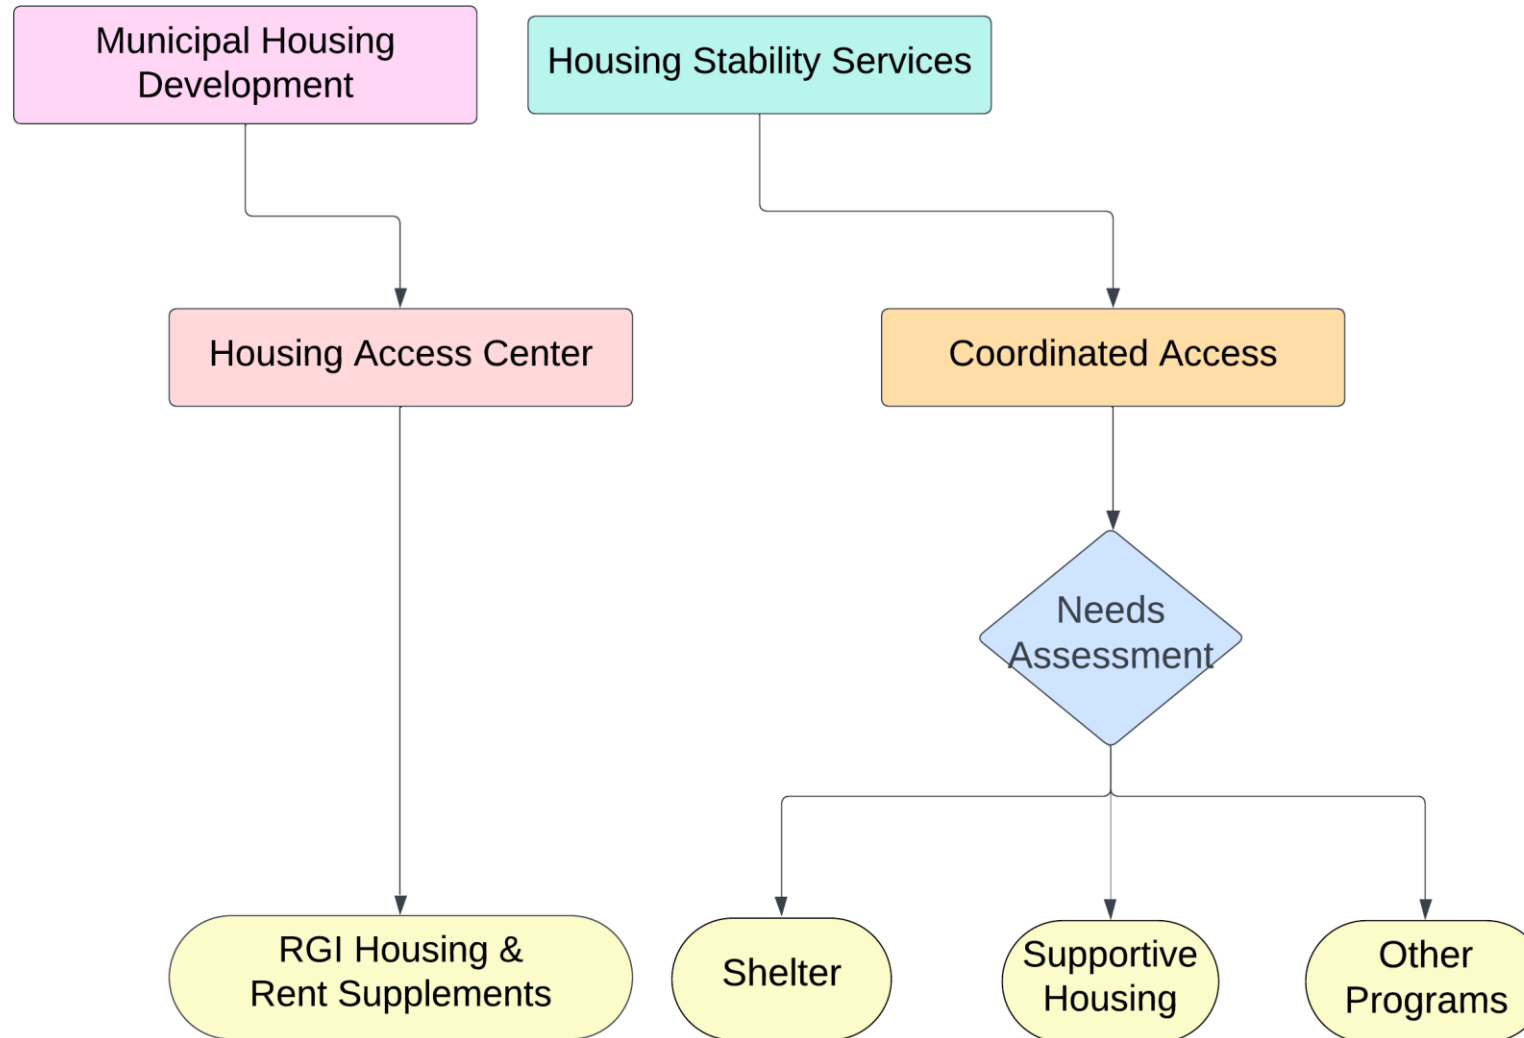 Municipal Housing
Development
Housing Stability Services
Housing Access Center
Coordinated Access
Needs
Assessment
RGI Housing &
Rent Supplements
Shelter
Supportive
Housing
Other
Programs